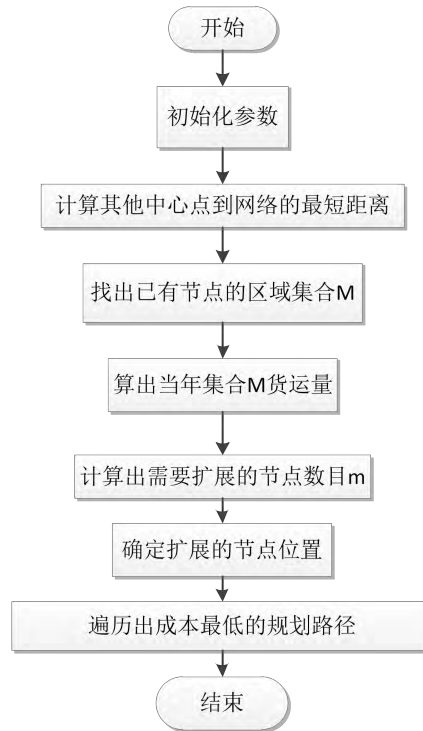 开始
初始化参数
计算其他中心点到网络的最短距离
找出已有节点的区域集合M
算出当年集合M货运量
计算出需要扩展的节点数目m
确定扩展的节点位置
遍历出成本最低的规划路径
结束